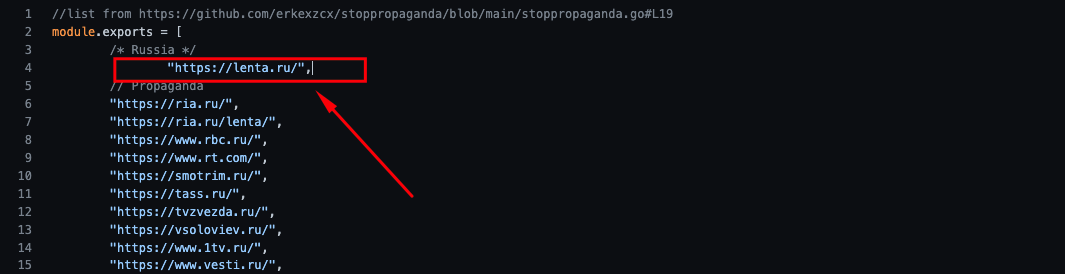 1 //list from https://github.com/erkexzcx/stoppropaganda/blob/main/stoppropaganda.go#L19
2 module.exports = [
3 /* Russia */
4 "https://lenta.ru/",
5 // Propaganda
6 "https://ria.ru/",
7 "https://ria.ru/lenta/",
8 "https://www.rbc.ru/",
9 "https://www.rt.com/",
10 "https://smotrim.ru/",
11 "https://tass.ru/",
12 "https://tvzvezda.ru/",
13 "https://vsoloviev.ru/",
14 "https://www.1tv.ru/",
15 "https://www.vesti.ru/",